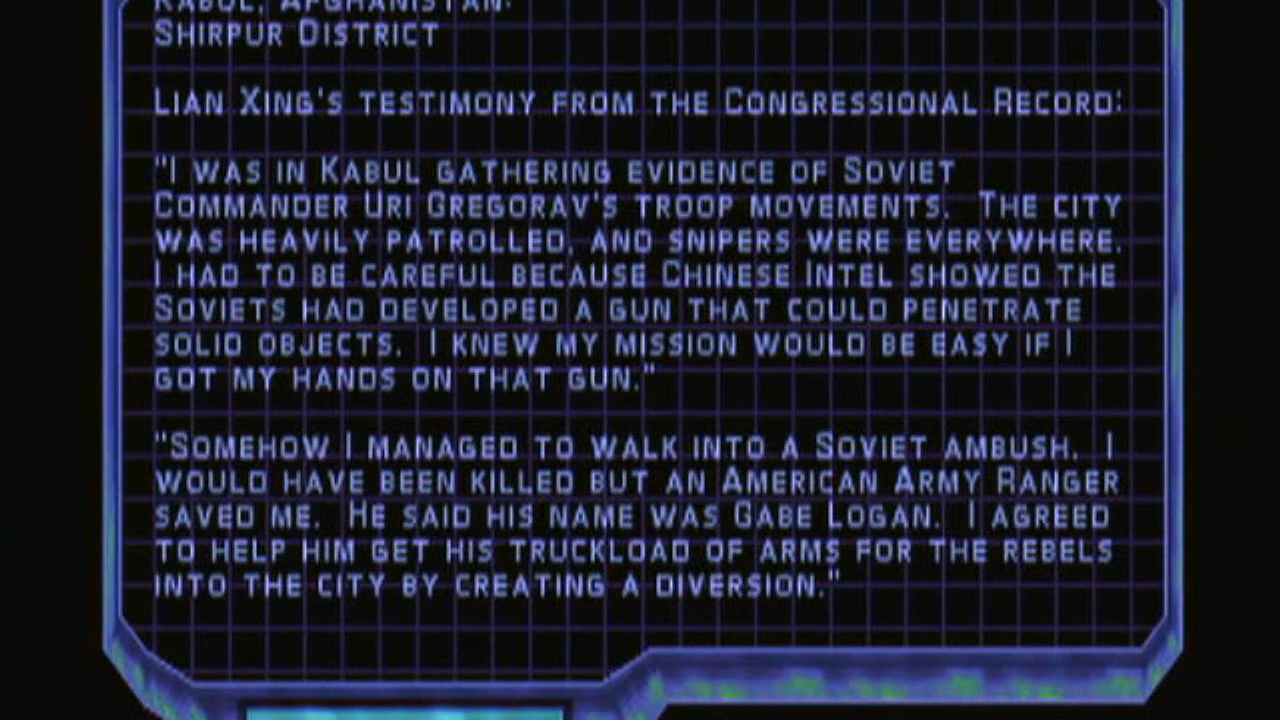 KABUL, AFGHANISTAN:
SHIRPUR DISTRICT
LIAN XING'S TESTIMONY FROM THE CONGRESSIONAL RECORD:
"I WAS IN KABUL GATHERING EVIDENCE OF SOVIET
COMMANDER URI GREGORAV'S TROOP MOVEMENTS. THE CITY
WAS HEAVILY PATROLLED, AND SNIPERS WERE EVERYWHERE.
I HAD TO BE CAREFUL BECAUSE CHINESE INTEL SHOWED THE
SOVIETS HAD DEVELOPED A GUN THAT COULD PENETRATE
SOLID OBJECTS. I KNEW MY MISSION WOULD BE EASY IF I
GOT MY HANDS ON THAT GUN."
"SOMEHOW I MANAGED TO WALK INTO A SOVIET AMBUSH. I
WOULD HAVE BEEN KILLED BUT AN AMERICAN ARMY RANGER
SAVED ME. HE SAID HIS NAME WAS GABE LOGAN. I AGREED
TO HELP HIM GET HIS TRUCKLOAD OF ARMS FOR THE REBELS
INTO THE CITY BY CREATING A DIVERSION."